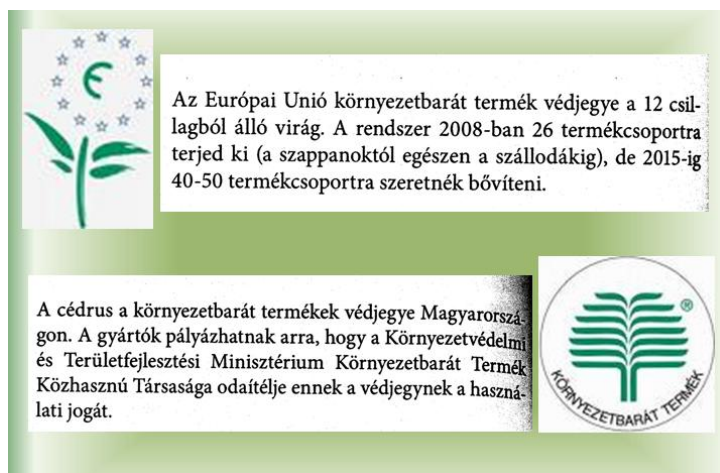 Az Európai Unió környezetbarát termék védjegye a 12 csil-
lagból álló virág. A rendszer 2008-ban 26 termékcsoportra
terjed ki (a szappanoktól egészen a szállodákig), de 2015-ig
40-50 termékcsoportra szeretnék bővíteni.
A cédrus a környezetbarát termékek védjegye Magyarorszá-
gon. A gyártók pályázhatnak arra, hogy a Környezetvédelmi
és Területfejlesztési Minisztérium Környezetbarát Termék
Közhasznú Társasága odaítélje ennek a védjegynek a haszná-
lati jogát.
®
KÖRNYEZETBARÁT TERMÉK